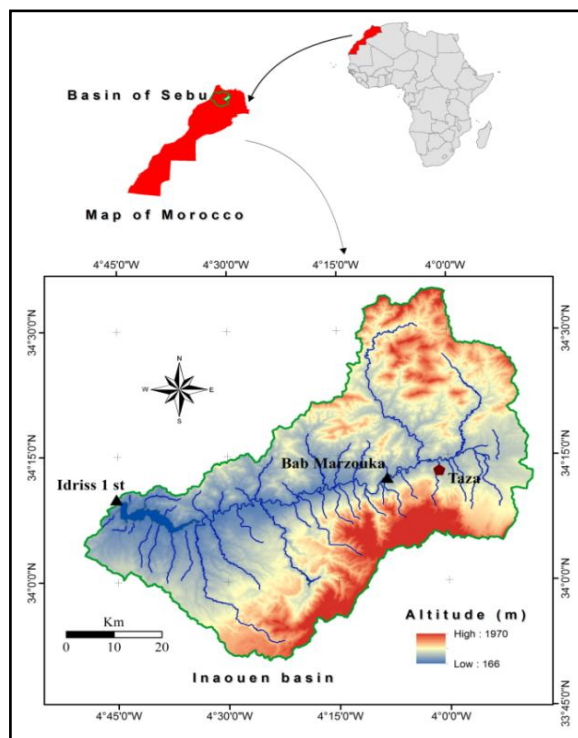 Basin of Sebu
Map of Morocco
4°45'0"W 4°30'0"W 4°15'0"W 4°0'0"W
34°30'0"N 34°30'0"N
N
W E
S
34°15'0"N 34°15'0"N
Bab Marzouka
Taza
Idriss 1 st
34°0'0"N 34°0'0"N
Km
0 10 20
Altitude (m)
High : 1970
Low : 166
Inaouen basin
33°45'0"N
4°45'0"W 4°30'0"W 4°15'0"W 4°0'0"W